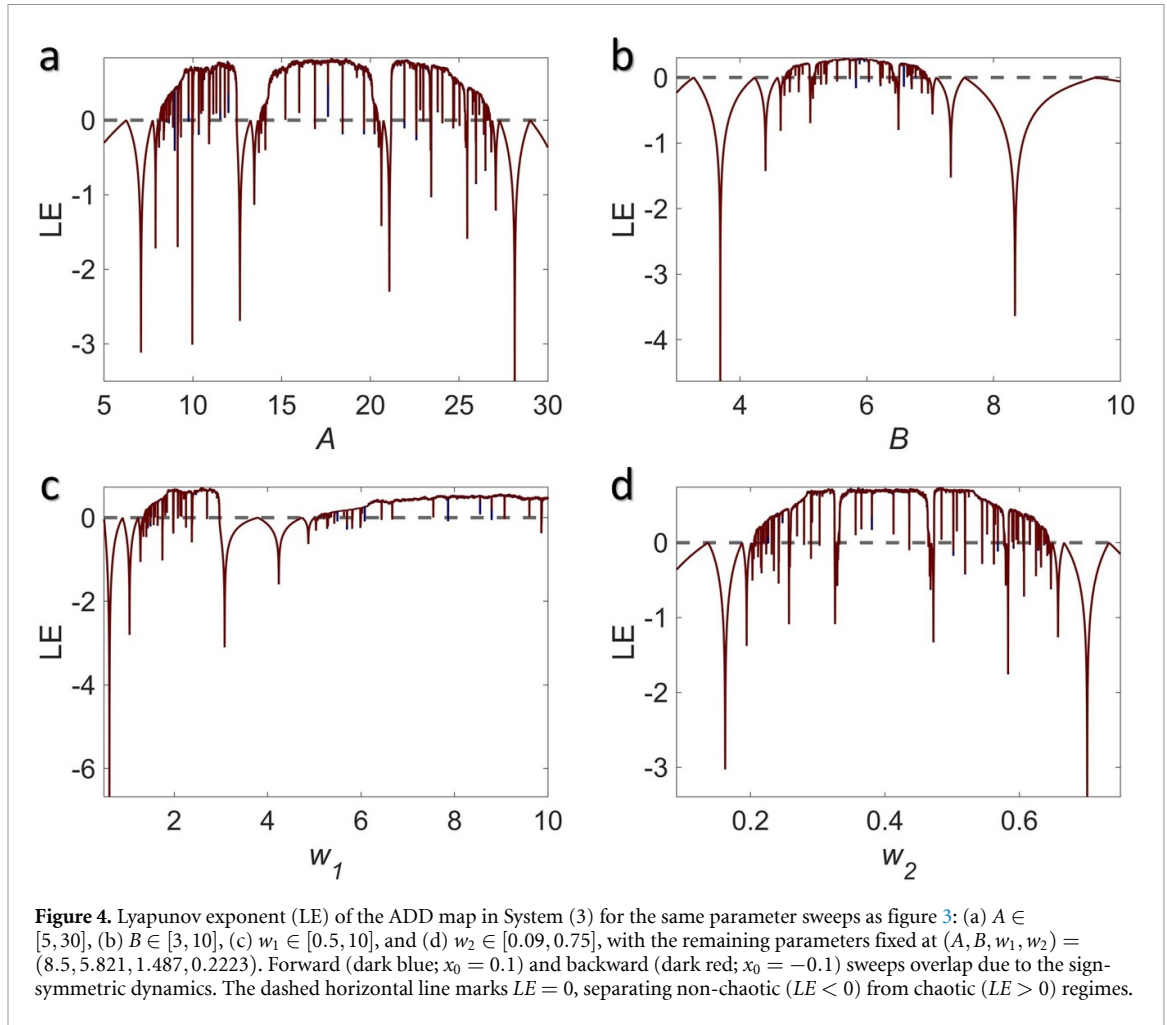 a
0
-1
-2
-3
LE
5 10 15 20 25 30
A
b
0
-1
-2
-3
-4
LE
4 6 8 10
B
c
0
-2
-4
-6
LE
2 4 6 8 10
w1
d
0
-1
-2
-3
LE
0.2 0.4 0.6
w2
Figure 4. Lyapunov exponent (LE) of the ADD map in System (3) for the same parameter sweeps as figure 3: (a) A ∈
[5,30], (b) B ∈ [3,10], (c) w1 ∈ [0.5,10], and (d) w2 ∈ [0.09,0.75], with the remaining parameters fixed at (A,B,w1,w2) =
(8.5,5.821,1.487,0.2223). Forward (dark blue; x0 = 0.1) and backward (dark red; x0 = −0.1) sweeps overlap due to the sign-
symmetric dynamics. The dashed horizontal line marks LE = 0, separating non-chaotic (LE < 0) from chaotic (LE > 0) regimes.